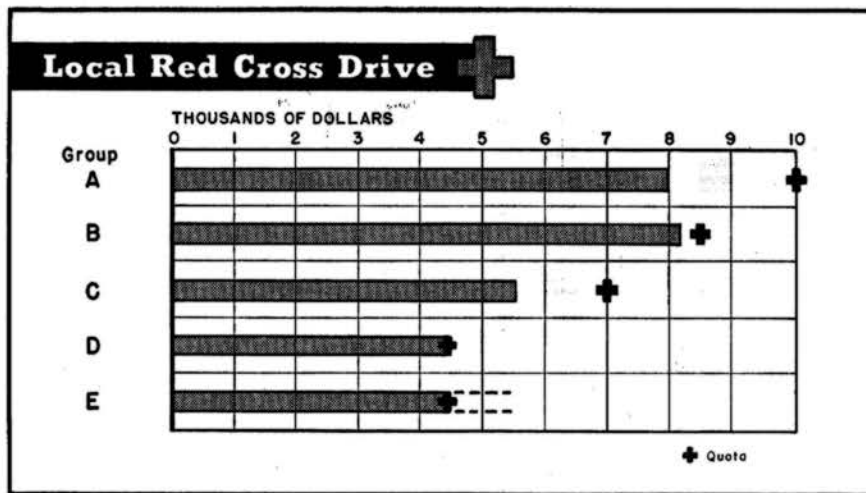 Local Red Cross Drive
THOUSANDS OF DOLLARS
0 1 2 3 4 5 6 7 8 9 10
Group
A
B
C
D
E
Quota